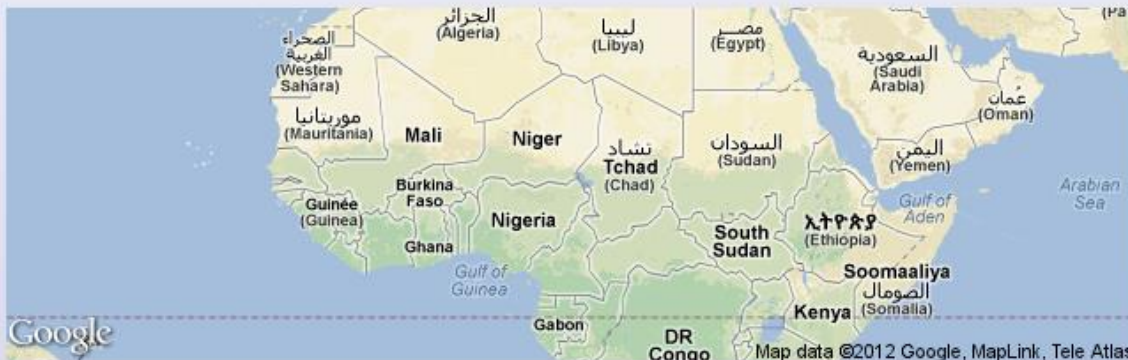 الجزائر
(Algeria)
ليبيا
(Libya)
مصر
(Egypt)
(Pa
الصحراء
الغربية
(Western
Sahara)
السعودية
(Saudi
Arabia)
عُمان
(Oman)
موريتانيا
(Mauritania)
Mali
Niger
تشاد
Tchad
(Chad)
السودان
(Sudan)
اليمن
(Yemen)
Burkina
Faso
Guinée
(Guinea)
Nigeria
Ghana
South
Sudan
ኢትዮጵያ
(Ethiopia)
Gulf of
Aden
Arabian
Sea
Gulf of
Guinea
Soomaaliya
الصومال
(Somalia)
Kenya
Gabon
DR
Congo
Google
Map data ©2012 Google, MapLink, Tele Atlas